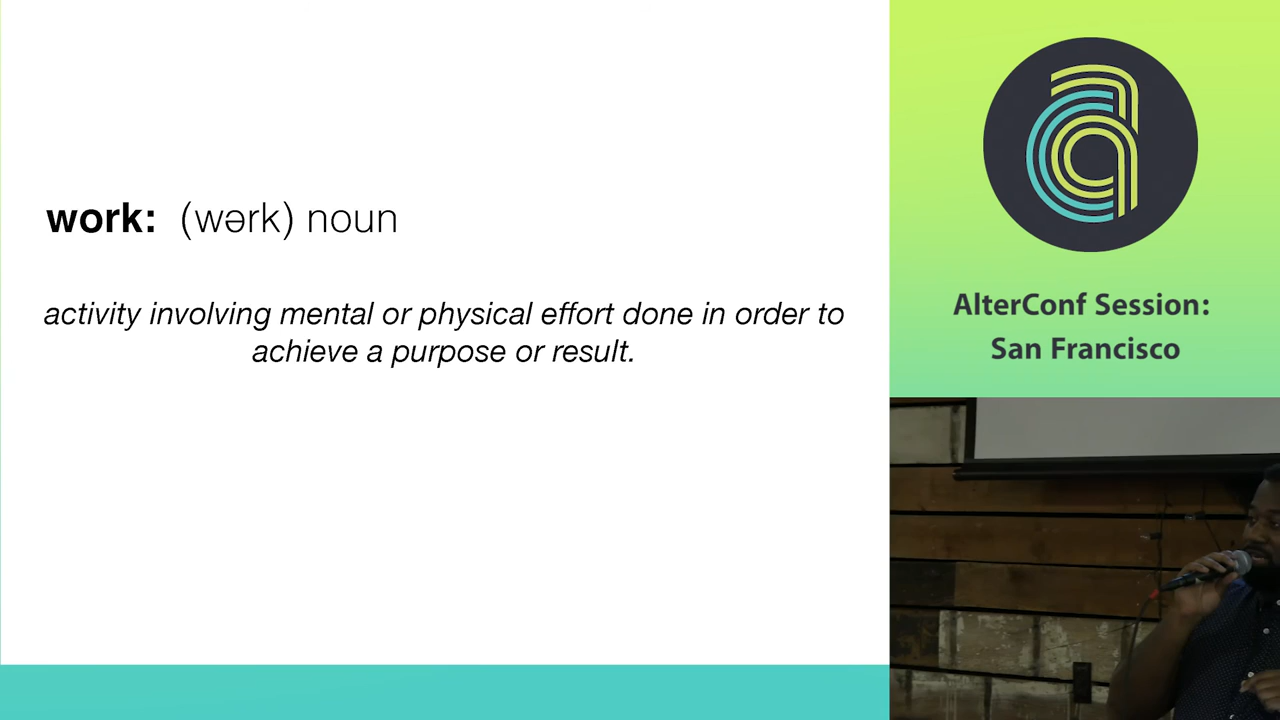 work: (wərk) noun
activity involving mental or physical effort done in order to
achieve a purpose or result.
AlterConf Session:
San Francisco